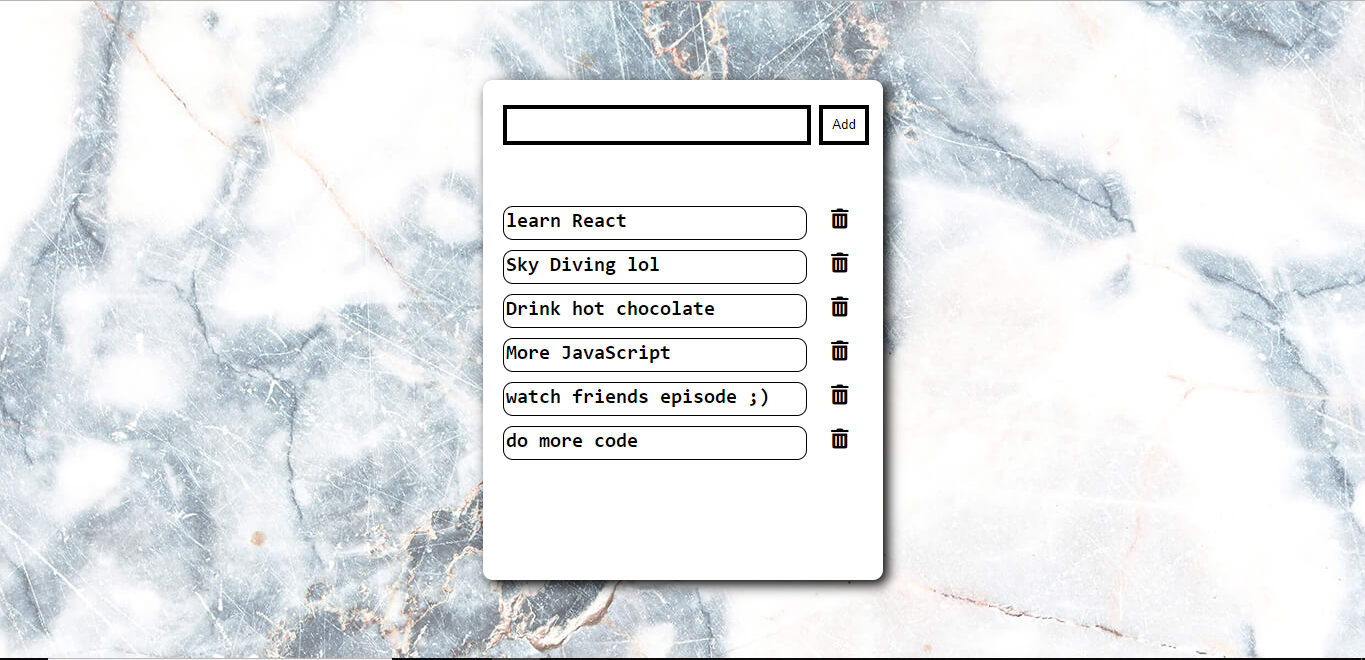 Add
learn React
Sky Diving lol
Drink hot chocolate
More JavaScript
watch friends episode ;)
do more code